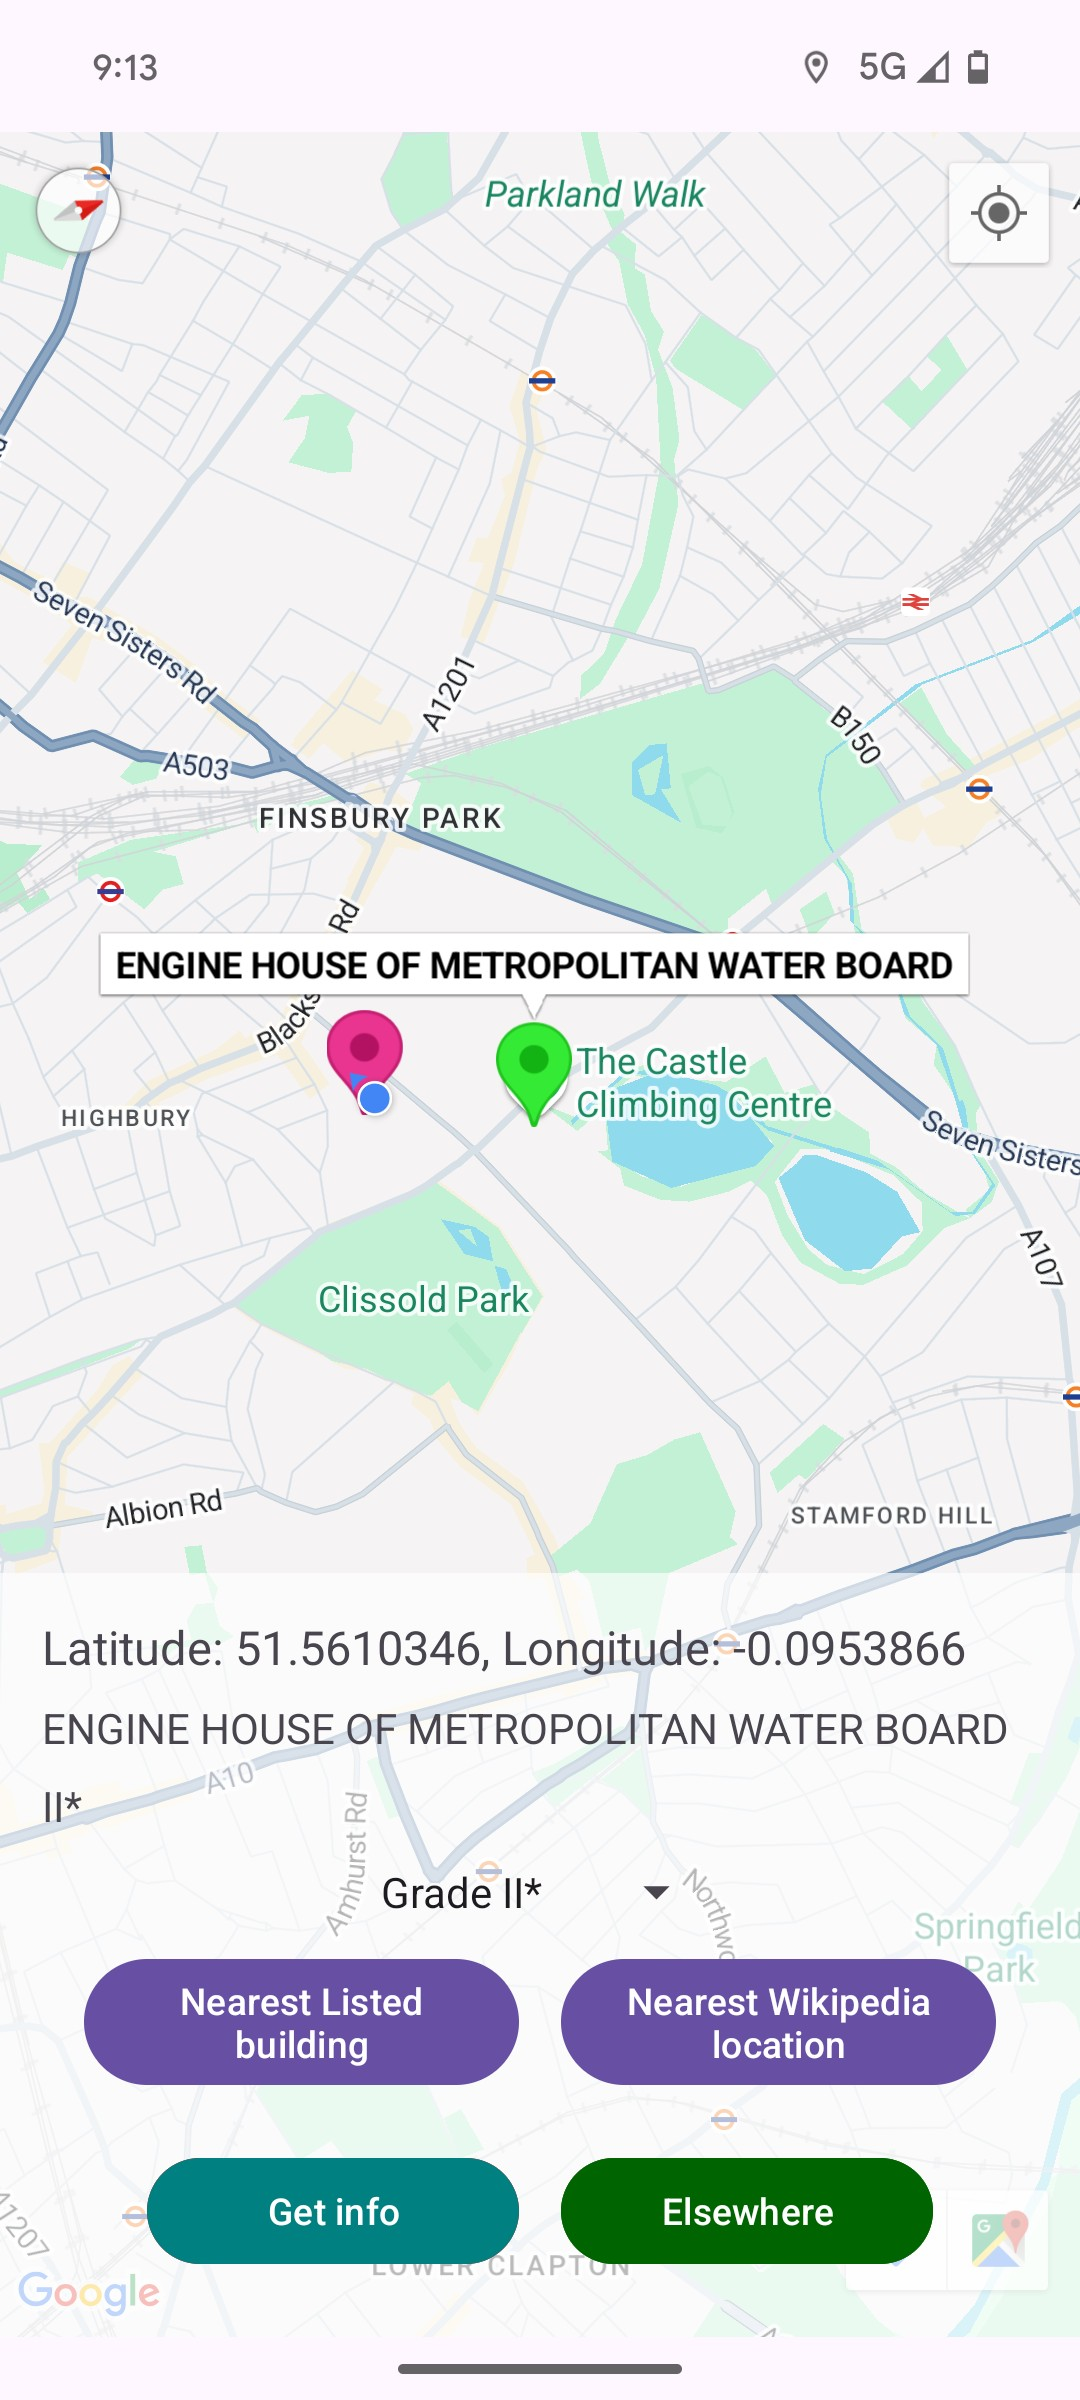 9:13
5G
Parkland Walk
Seven Sisters Rd
A1201
A503
B150
FINSBURY PARK
Rd
ENGINE HOUSE OF METROPOLITAN WATER BOARD
Blacks
The Castle
Climbing Centre
HIGHBURY
Seven Sisters
A107
Clissold Park
Albion Rd
STAMFORD HILL
Latitude: 51.5610346, Longitude: -0.0953866
ENGINE HOUSE OF METROPOLITAN WATER BOARD
A10
II*
Amhurst Rd
Grade II*
Northwo
Springfield
Park
Nearest Listed
building
Nearest Wikipedia
location
Get info
Elsewhere
A1207
LOWER CLAPTON
G
Google